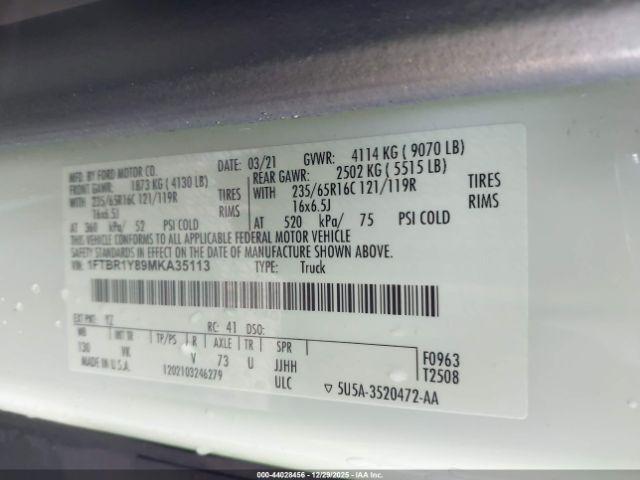 MFD. BY FORD MOTOR CO.
DATE: 03/21 GVWR: 4114 KG ( 9070 LB)
FRONT GAWR: 1873 KG ( 4130 LB)
REAR GAWR: 2502 KG ( 5515 LB)
WITH 235/65R16C 121/119R TIRES
WITH 235/65R16C 121/119R TIRES
16x6.5J RIMS
16x6.5J RIMS
AT 360 kPa/ 52 PSI COLD
AT 520 kPa/ 75 PSI COLD
THIS VEHICLE CONFORMS TO ALL APPLICABLE FEDERAL MOTOR VEHICLE
SAFETY STANDARDS IN EFFECT ON THE DATE OF MANUFACTURE SHOWN ABOVE.
VIN: 1FTBR1Y89MKA35113 TYPE: Truck
EXT PNT: YZ RC: 41 DSO:
WB INT TR TP/PS R AXLE TR SPR
130 VK V 73 U JJHH
F0963
MADE IN U.S.A. 1202103246279 ULC
T2508
▽ 5U5A-3520472-AA
000-44028456 - 12/29/2025 - IAA Inc.